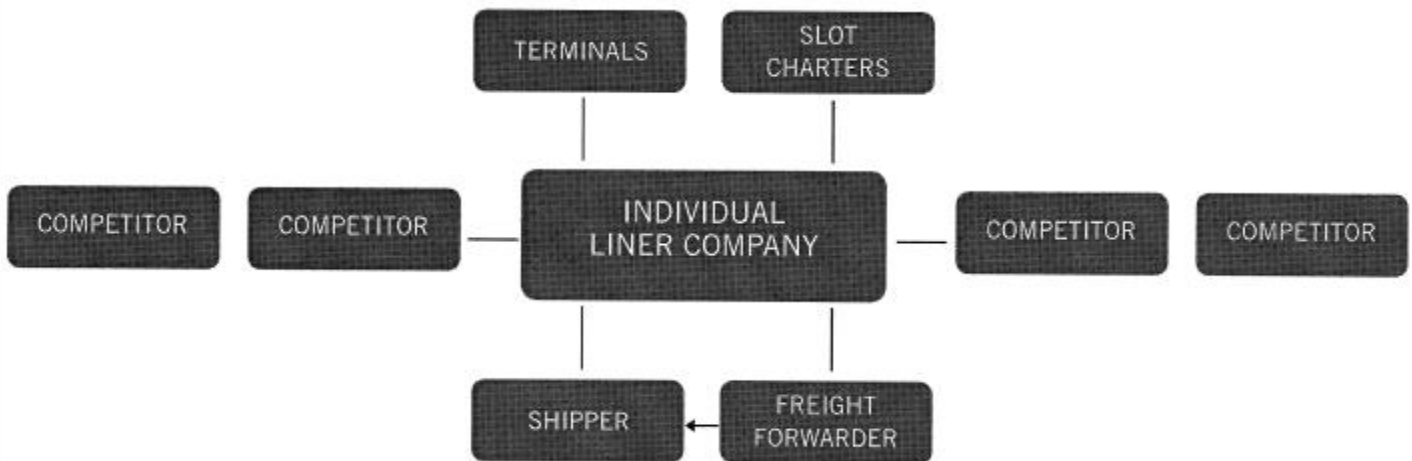 TERMINALS
SLOT
CHARTERS
COMPETITOR
COMPETITOR
INDIVIDUAL
LINER COMPANY
COMPETITOR
COMPETITOR
SHIPPER
FREIGHT
FORWARDER